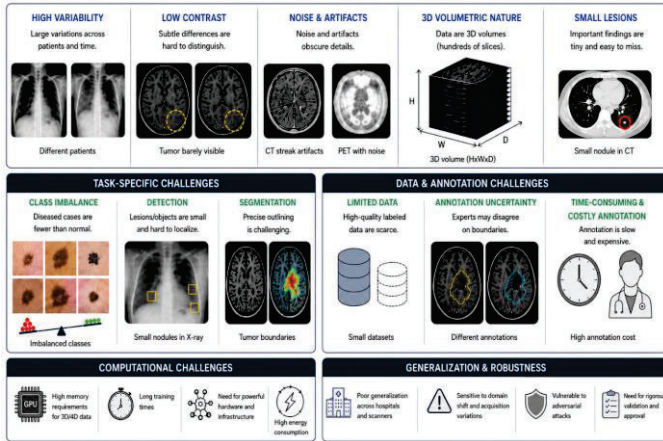 HIGH VARIABILITY
Large variations across
patients and time.
Different patients
LOW CONTRAST
Subtle differences are
hard to distinguish.
Tumor barely visible
NOISE & ARTIFACTS
Noise and artifacts
obscure details.
CT streak artifacts
PET with noise
3D VOLUMETRIC NATURE
Data are 3D volumes
(hundreds of slices).
H
W
D
3D volume (HxWxD)
SMALL LESIONS
Important findings are
tiny and easy to miss.
Small nodule in CT
TASK-SPECIFIC CHALLENGES
CLASS IMBALANCE
Diseased cases are
fewer than normal.
Imbalanced classes
DETECTION
Lesions/objects are small
and hard to localize.
Small nodules in X-ray
SEGMENTATION
Precise outlining
is challenging.
Tumor boundaries
DATA & ANNOTATION CHALLENGES
LIMITED DATA
High-quality labeled
data are scarce.
Small datasets
ANNOTATION UNCERTAINTY
Experts may disagree
on boundaries.
Different annotations
TIME-CONSUMING &
COSTLY ANNOTATION
Annotation is slow
and expensive.
High annotation cost
COMPUTATIONAL CHALLENGES
GPU
High memory
requirements
for 3D/4D data
Long training
times
Need for powerful
hardware and
infrastructure
High energy
consumption
GENERALIZATION & ROBUSTNESS
Poor generalization
across hospitals
and scanners
Sensitive to domain
shift and acquisition
variations
Vulnerable to
adversarial
attacks
Need for rigorou
validation and
approval